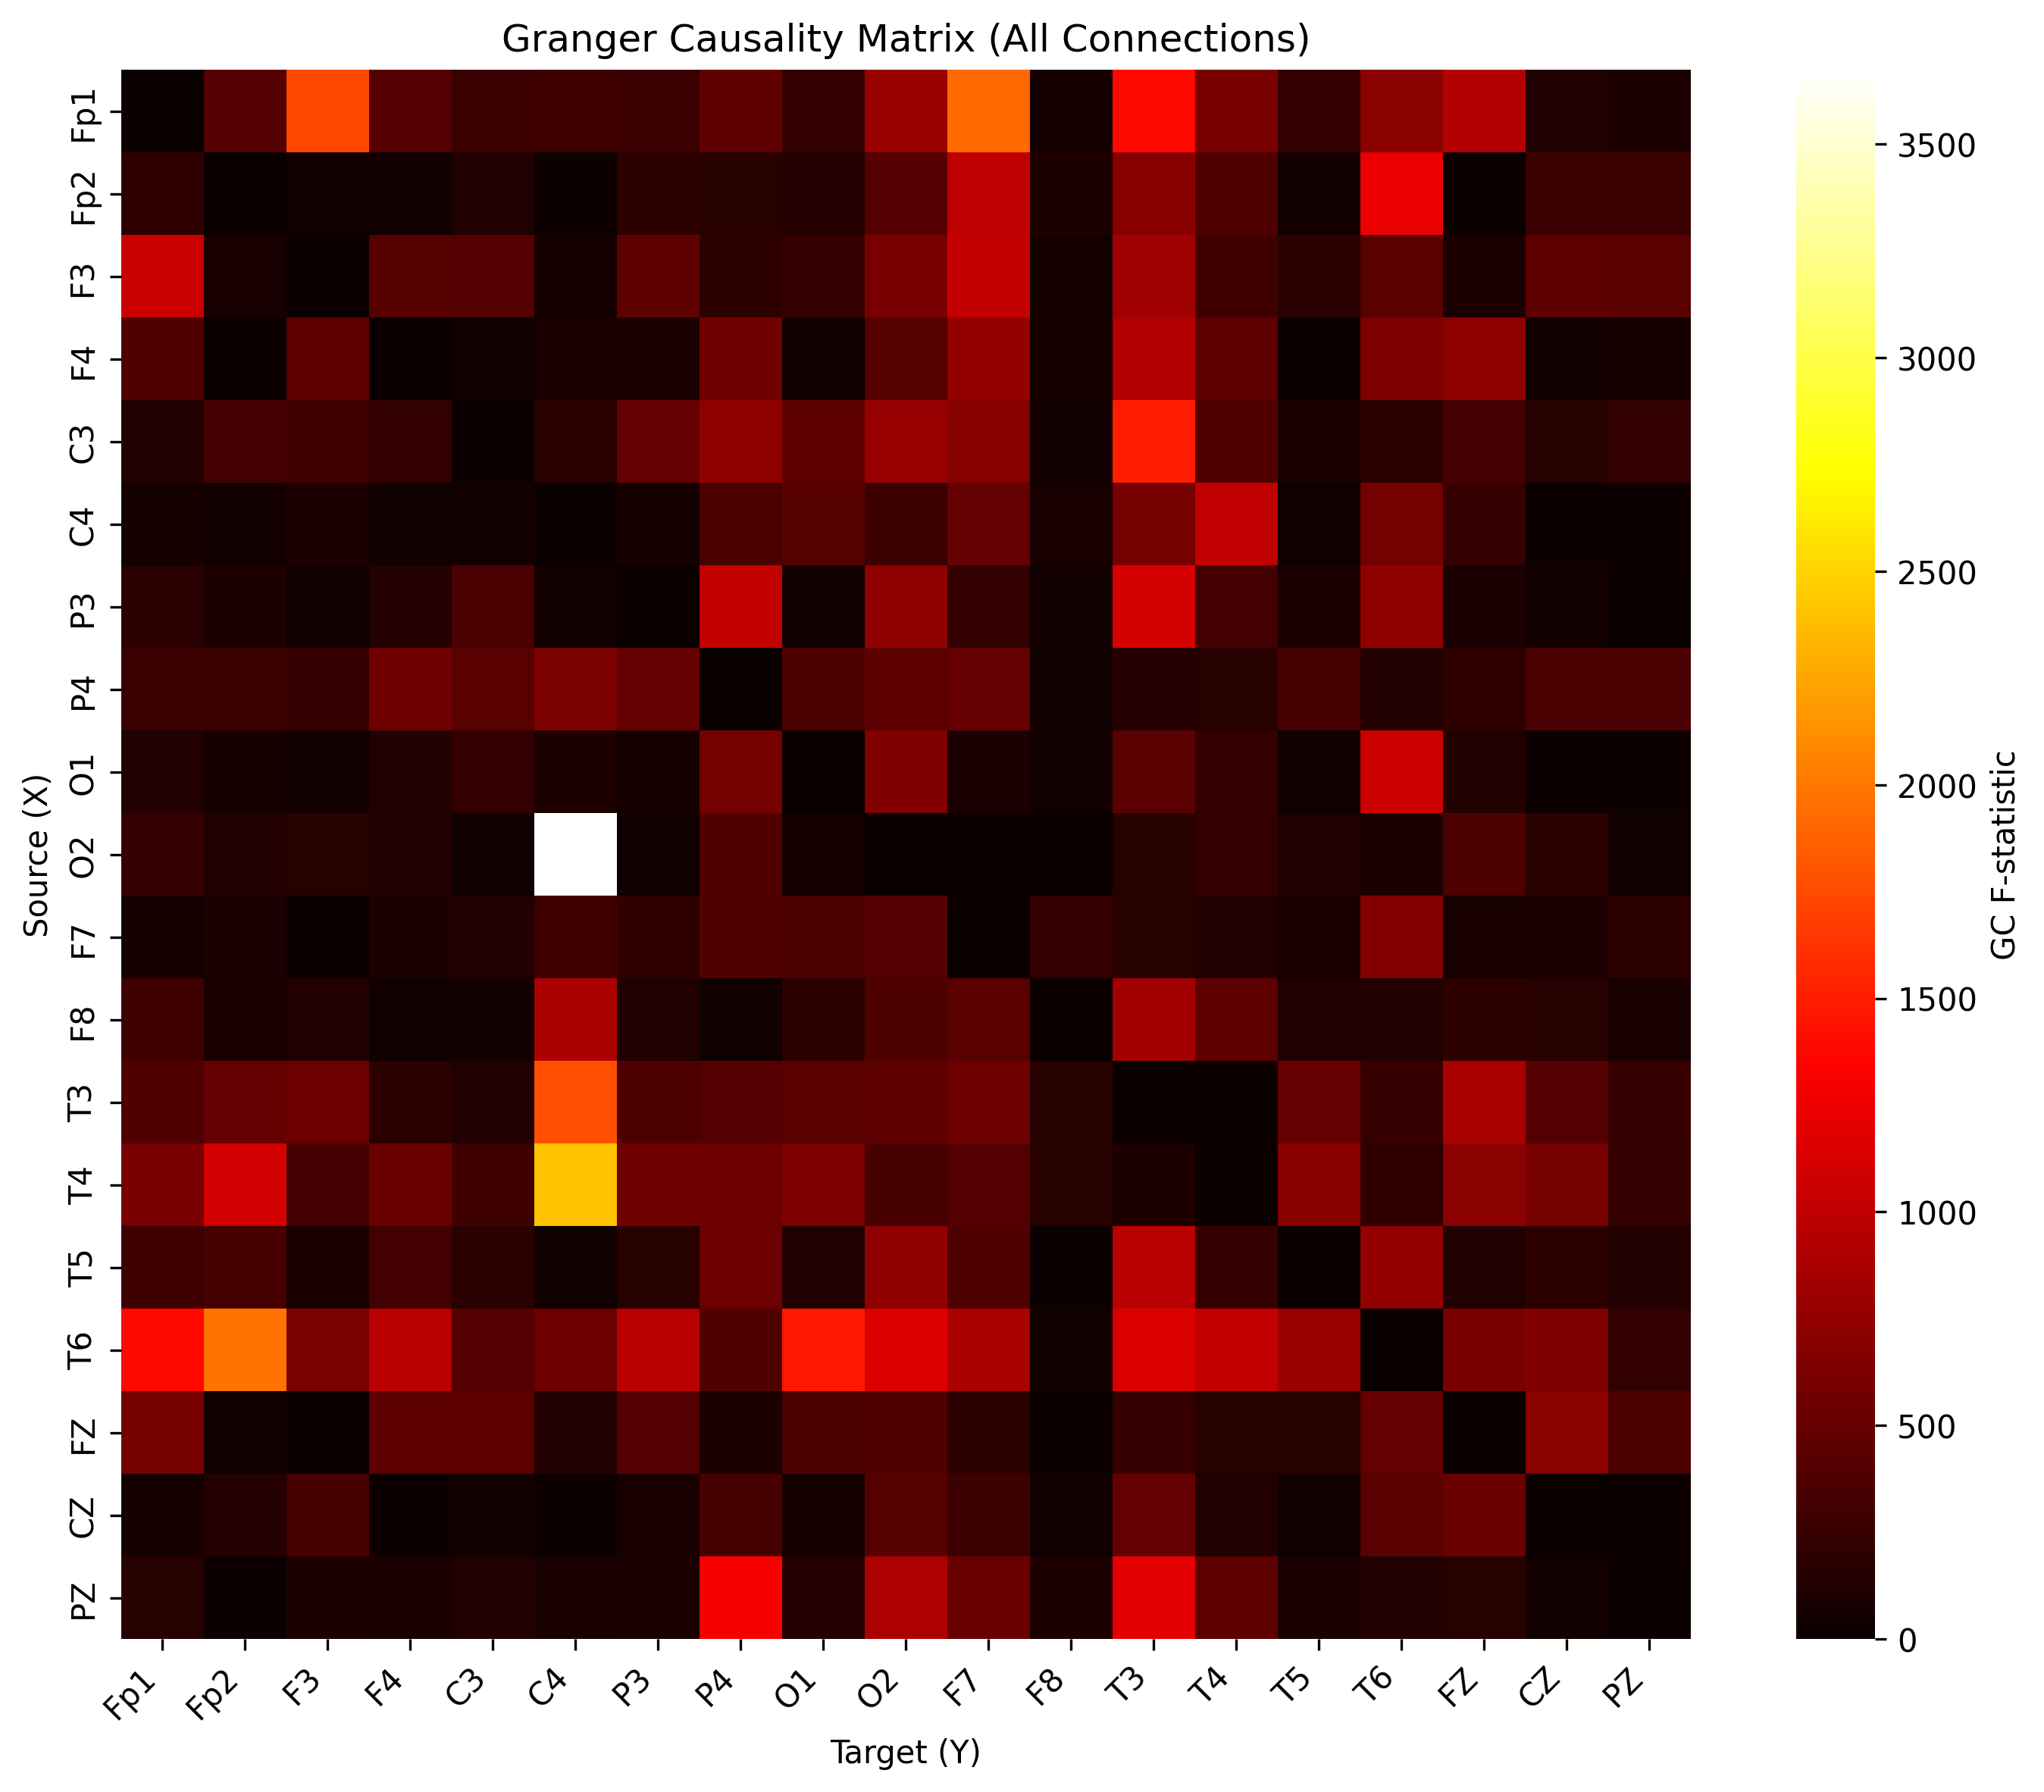 Granger Causality Matrix (All Connections)
Source (X)
Fp1
Fp2
F3
F4
C3
C4
P3
P4
O1
O2
F7
F8
T3
T4
T5
T6
FZ
CZ
PZ
Fp1 Fp2 F3 F4 C3 C4 P3 P4 O1 O2 F7 F8 T3 T4 T5 T6 FZ CZ PZ
Target (Y)
3500
3000
2500
2000
1500
1000
500
0
GC F-statistic